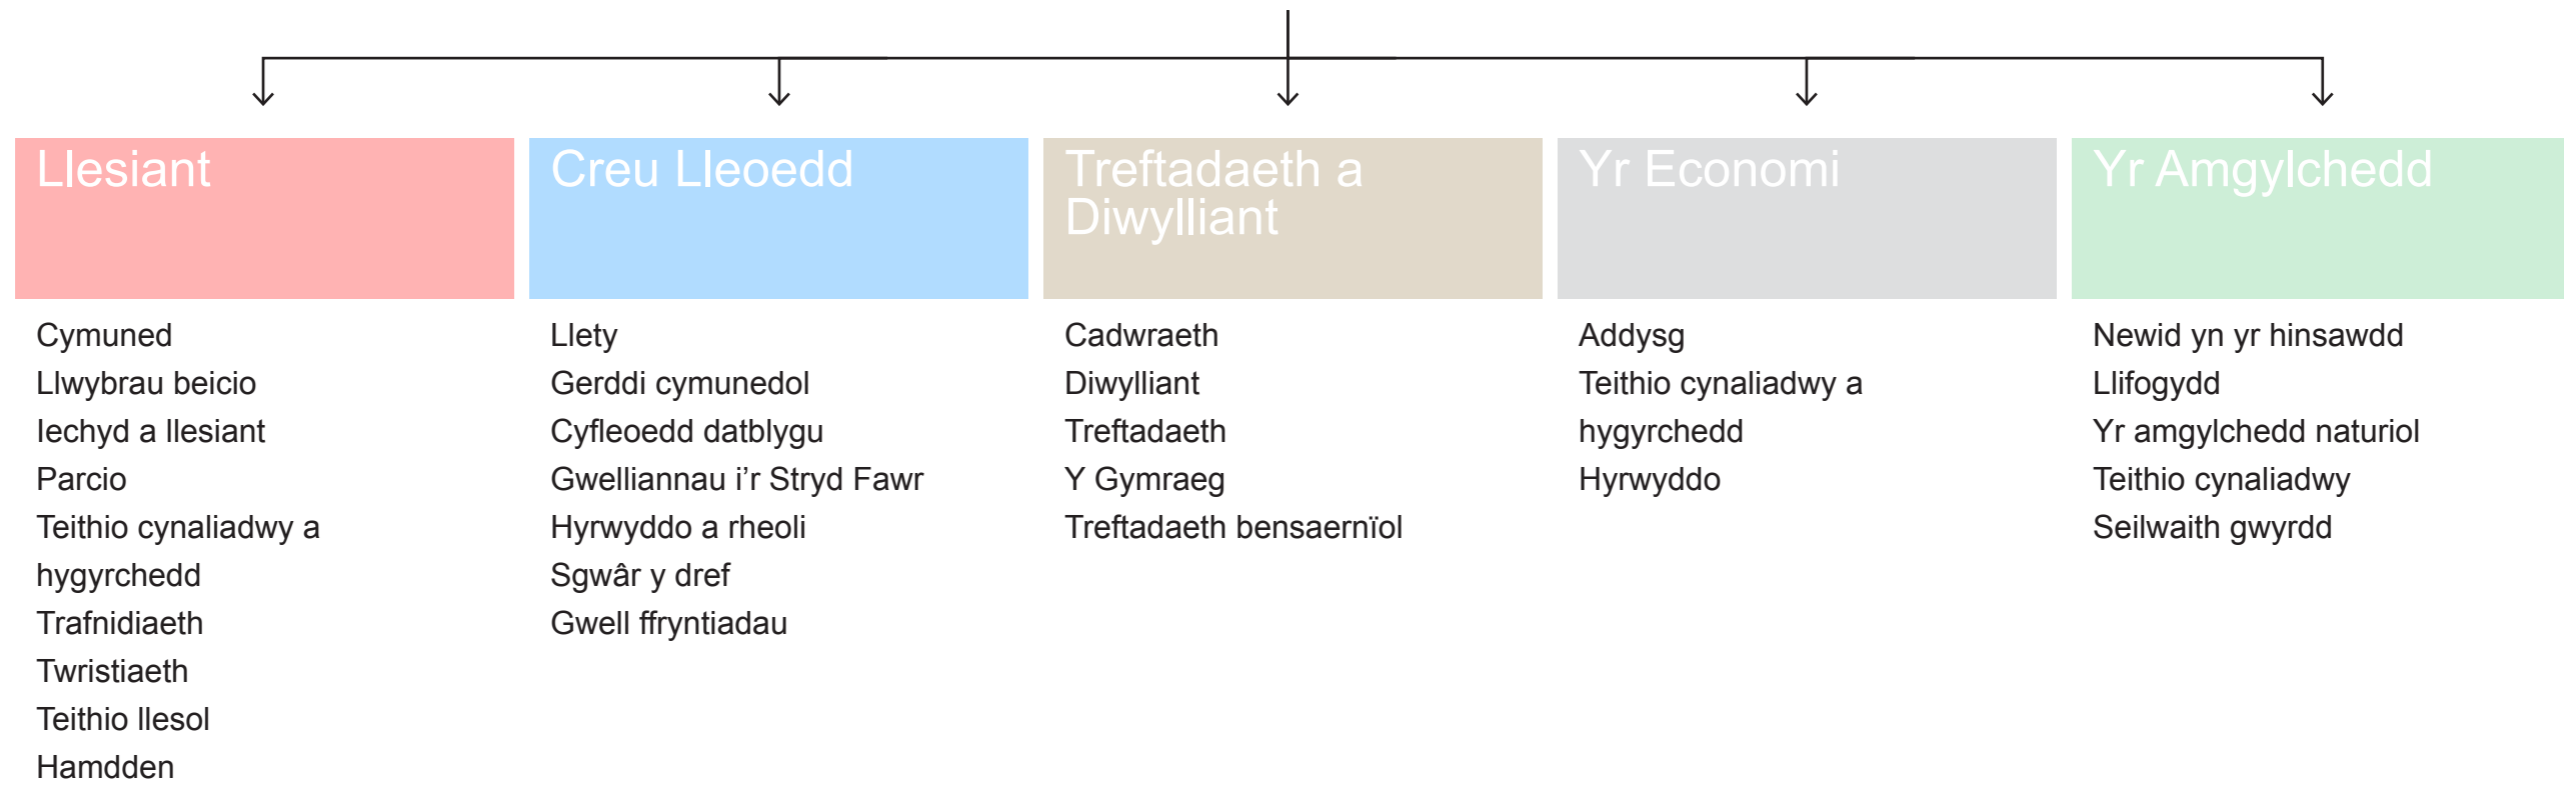 Llesiant
Cymuned
Llwybrau beicio
Iechyd a llesiant
Parcio
Teithio cynaliadwy a
hygyrchedd
Trafnidiaeth
Twristiaeth
Teithio llesol
Hamdden
Creu Lleoedd
Llety
Gerddi cymunedol
Cyfleoedd datblygu
Gwelliannau i’r Stryd Fawr
Hyrwyddo a rheoli
Sgwâr y dref
Gwell ffryntiadau
Treftadaeth a
Diwylliant
Cadwraeth
Diwylliant
Treftadaeth
Y Gymraeg
Treftadaeth bensaernïol
Yr Economi
Addysg
Teithio cynaliadwy a
hygyrchedd
Hyrwyddo
Yr Amgylchedd
Newid yn yr hinsawdd
Llifogydd
Yr amgylchedd naturiol
Teithio cynaliadwy
Seilwaith gwyrdd